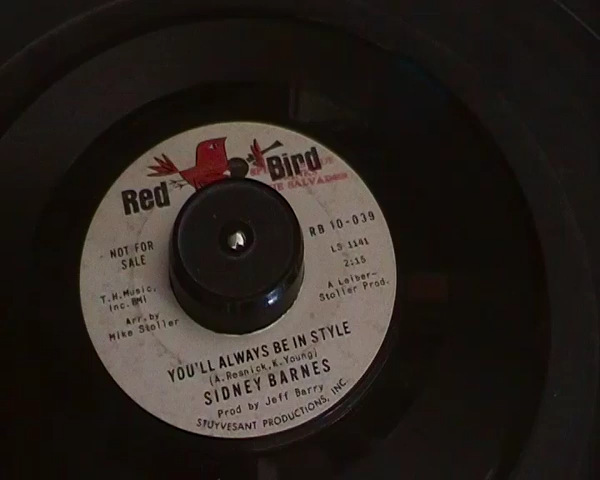 Red Bird
RB 10-039
NOT FOR
SALE
LS 1141
2:15
T.H.Music,
Inc.BMI
A Leiber-
Stoller Prod.
Arr.by
Mike Stoller
YOU'LL ALWAYS BE IN STYLE
(A.Resnick,K.Young)
SIDNEY BARNES
Prod by Jeff Barry
STUYVESANT PRODUCTIONS, INC.